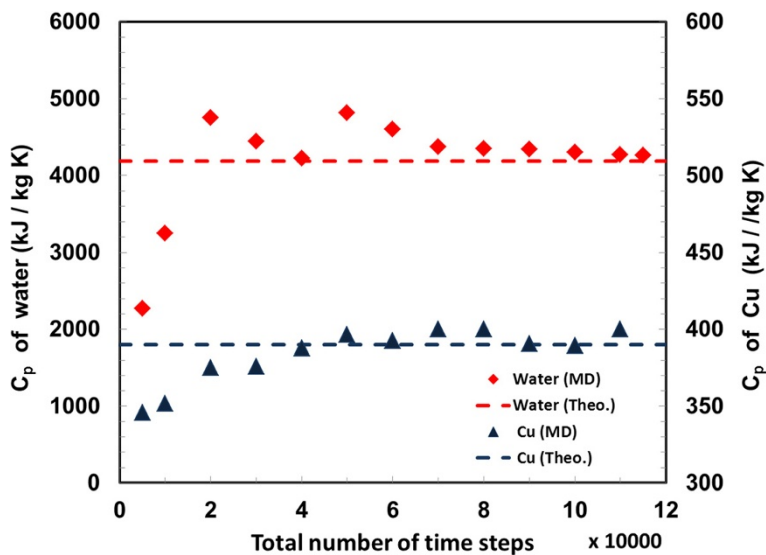 6000
5000
4000
3000
2000
1000
0
C_p of water (kJ / kg K)
600
550
500
450
400
350
300
C_p of Cu (kJ / /kg K)
Water (MD)
Water (Theo.)
Cu (MD)
Cu (Theo.)
0 2 4 6 8 10 12
Total number of time steps x 10000